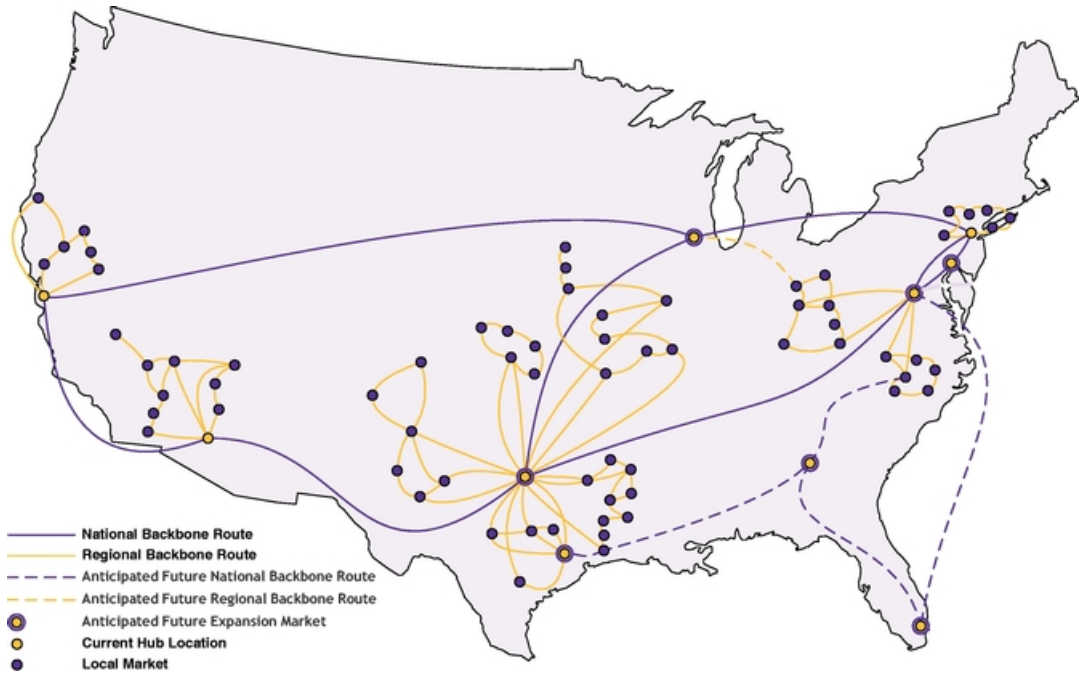 National Backbone Route
Regional Backbone Route
Anticipated Future National Backbone Route
Anticipated Future Regional Backbone Route
Anticipated Future Expansion Market
Current Hub Location
Local Market